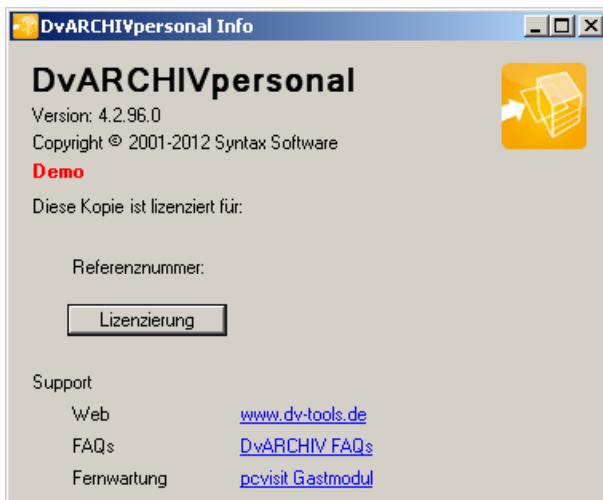 DvARCHIVpersonal Info
DvARCHIVpersonal
Version: 4.2.96.0
Copyright © 2001-2012 Syntax Software
Demo
Diese Kopie ist lizenziert für:
Referenznummer:
Lizenzierung
Support
Web www.dv-tools.de
FAQs DvARCHIV FAQs
Fernwartung pcvisit Gastmodul